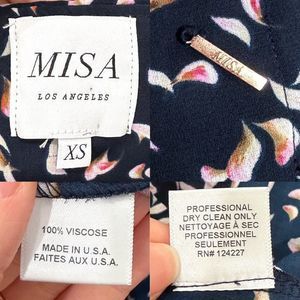 MISA
LOS ANGELES
XS
MISA
100% VISCOSE
MADE IN U.S.A.
FAITES AUX U.S.A.
PROFESSIONAL
DRY CLEAN ONLY
NETTOYAGE À SEC
PROFESSIONNEL
SEULEMENT
RN# 124227